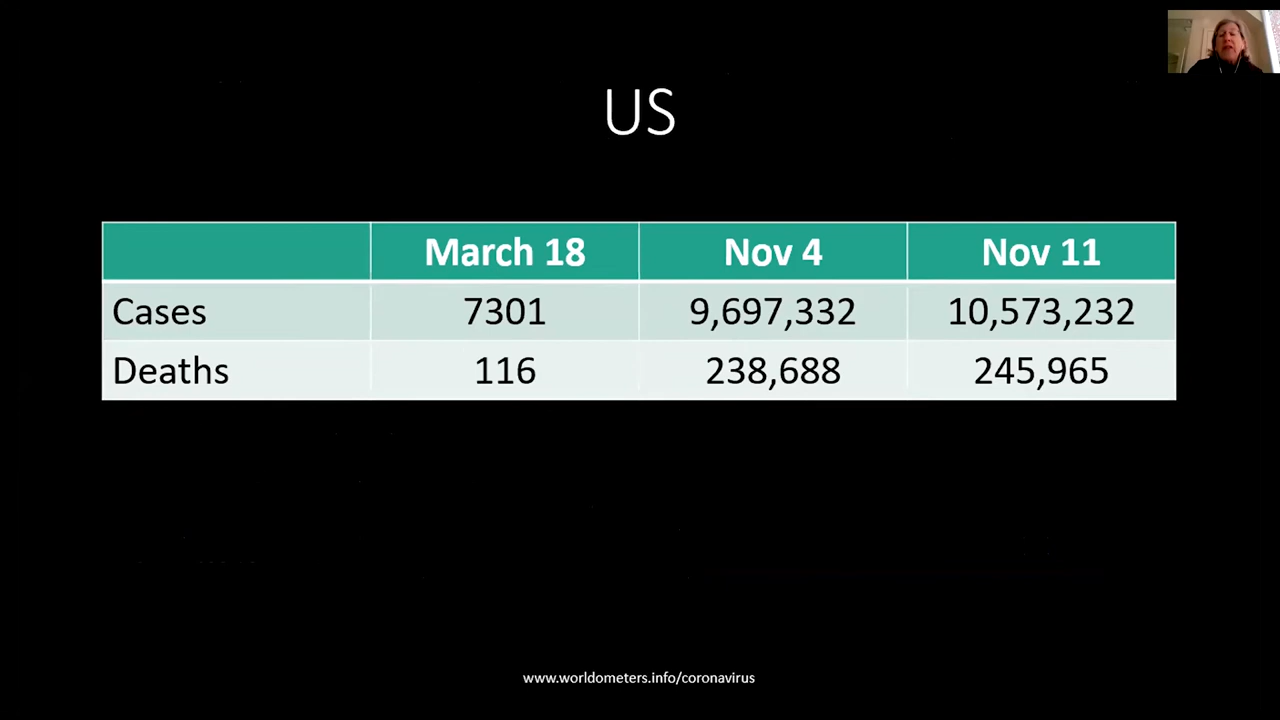 US
March 18 Nov 4 Nov 11
Cases 7301 9,697,332 10,573,232
Deaths 116 238,688 245,965
www.worldometers.info/coronavirus